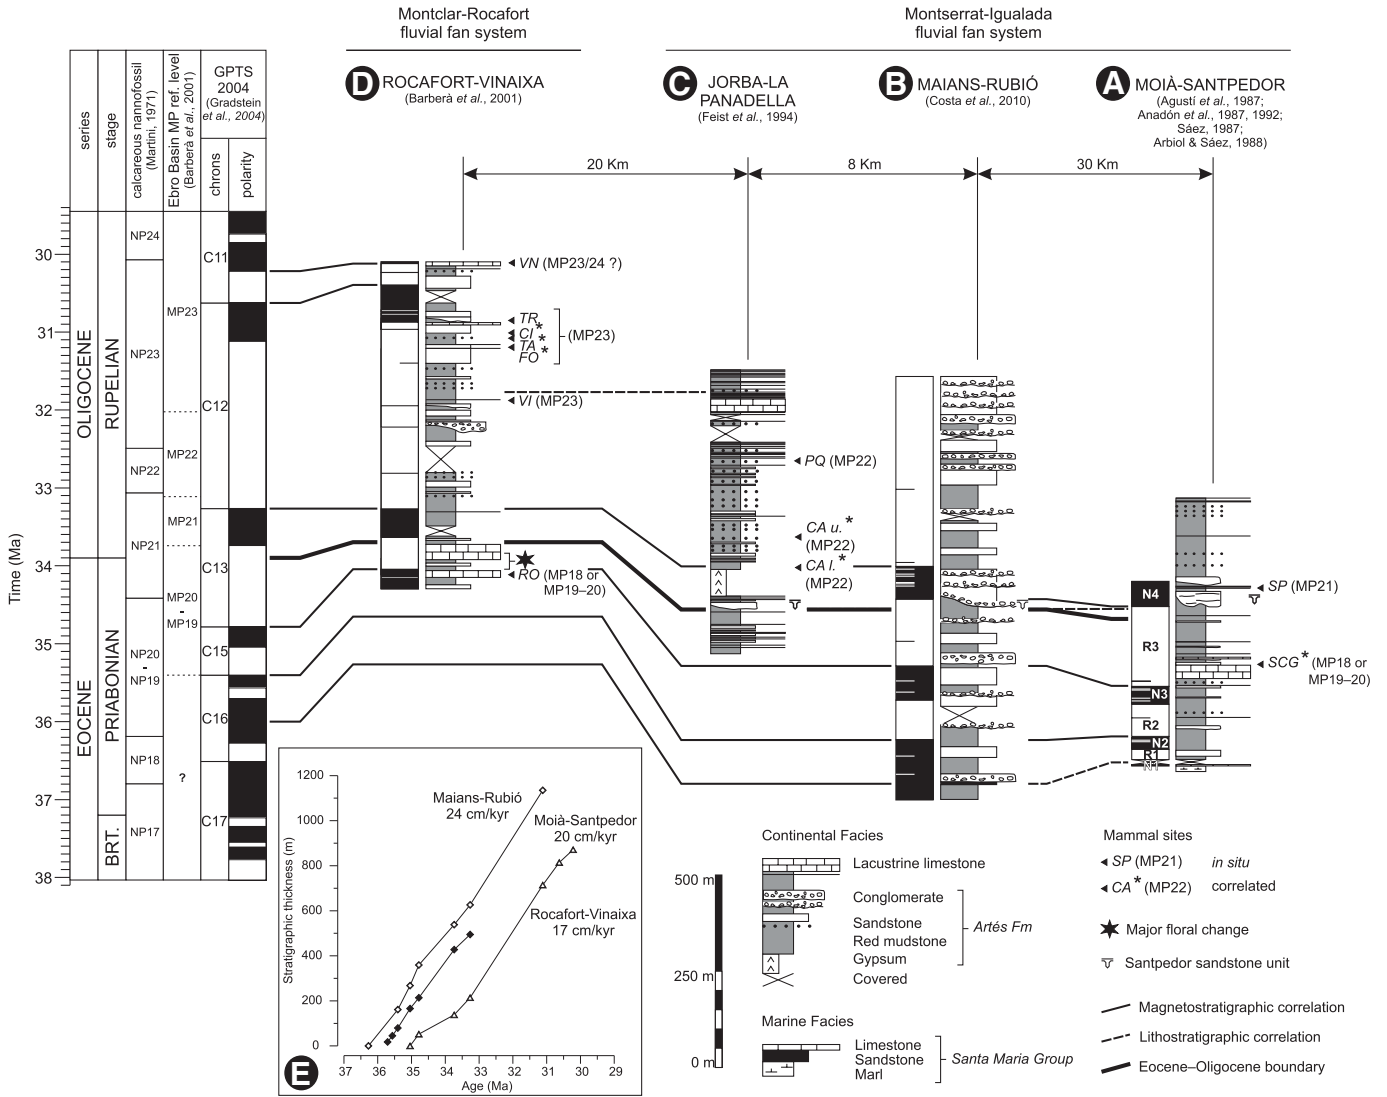 Montclar-Rocafort
fluvial fan system
Montserrat-Igualada
fluvial fan system
D ROCAFORT-VINAIXA
(Barberà et al., 2001)
C JORBA-LA
PANADELLA
(Feist et al., 1994)
B MAIANS-RUBIÓ
(Costa et al., 2010)
A MOIÀ-SANTPEDOR
(Agustí et al., 1987;
Anadón et al., 1987, 1992;
Sáez, 1987;
Arbiol & Sáez, 1988)
20 Km
8 Km
30 Km
series
stage
calcareous nannofossil
(Martini, 1971)
Ebro Basin MP ref. level
(Barberà et al., 2001)
GPTS
2004
(Gradstein
et al., 2004)
chrons
polarity
Time (Ma)
30
31
32
33
34
35
36
37
38
OLIGOCENE
EOCENE
RUPELIAN
PRIABONIAN
BRT.
NP24
NP23
NP22
NP21
NP20
-
NP19
NP18
NP17
MP23
MP22
MP21
MP20
-
MP19
?
C11
C12
C13
C15
C16
C17
VN (MP23/24 ?)
TR
CI *
TA *
FO *
(MP23)
VI (MP23)
RO (MP18 or
MP19–20)
PQ (MP22)
CA u. *
(MP22)
CA l. *
(MP22)
N4
R3
N3
R2
N2
R1
N1
SP (MP21)
SCG * (MP18 or
MP19–20)
E
Stratigraphic thickness (m)
1200
1000
800
600
400
200
0
37 36 35 34 33 32 31 30 29
Age (Ma)
Maians-Rubió
24 cm/kyr
Moià-Santpedor
20 cm/kyr
Rocafort-Vinaixa
17 cm/kyr
500 m
250 m
0 m
Continental Facies
Lacustrine limestone
Conglomerate
Sandstone
Red mudstone
Gypsum
Covered
Artés Fm
Marine Facies
Limestone
Sandstone
Marl
Santa Maria Group
Mammal sites
SP (MP21) in situ
CA * (MP22) correlated
Major floral change
Santpedor sandstone unit
Magnetostratigraphic correlation
Lithostratigraphic correlation
Eocene–Oligocene boundary